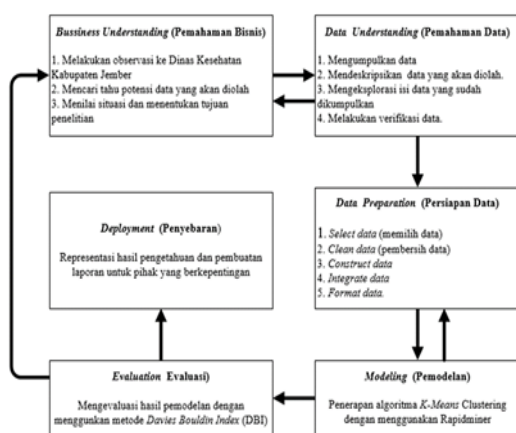 Bussiness Understanding (Pemahaman Bisnis)
1. Melakukan observasi ke Dinas Kesehatan
Kabupaten Jember
2. Mencari tahu potensi data yang akan diolah
3. Menilai situasi dan menentukan tujuan
penelitian
Data Understanding (Pemahaman Data)
1. Mengumpulkan data
2. Mendeskripsikan data yang akan diolah.
3. Mengeksplorasi isi data yang sudah
dikumpulkan
4. Melakukan verifikasi data.
Data Preparation (Persiapan Data)
1. Select data (memilih data)
2. Clean data (pembersih data)
3. Construct data
4. Integrate data
5. Format data.
Modeling (Pemodelan)
Penerapan algoritma K-Means Clustering
dengan menggunakan Rapidminer
Evaluation Evaluasi)
Mengevaluasi hasil pemodelan dengan
menggunkan metode Davies Bouldin Index (DBI)
Deployment (Penyebaran)
Representasi hasil pengetahuan dan pembuatan
laporan untuk pihak yang berkepentingan